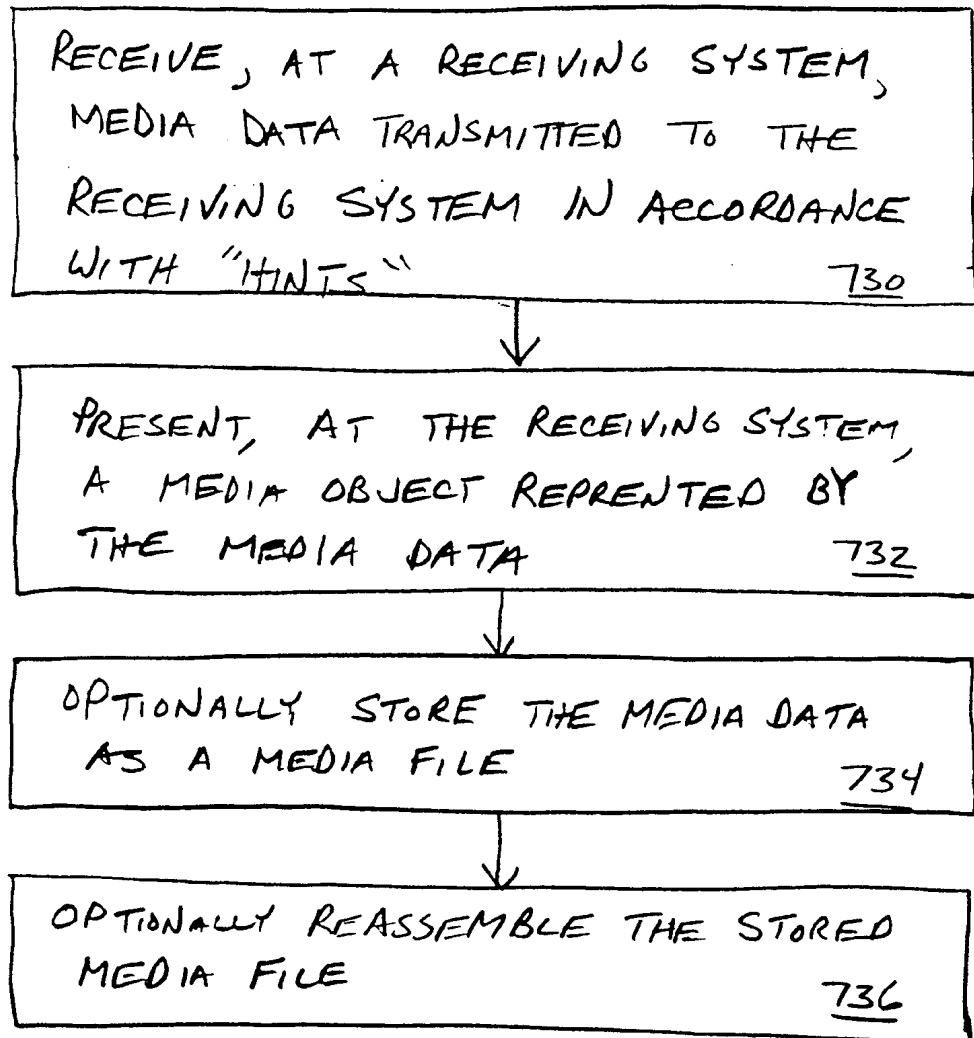 RECEIVE, AT A RECEIVING SYSTEM,
MEDIA DATA TRANSMITTED TO THE
RECEIVING SYSTEM IN ACCORDANCE
WITH "HINTS"
730
PRESENT, AT THE RECEIVING SYSTEM,
A MEDIA OBJECT REPRENTED BY
THE MEDIA DATA
732
OPTIONALLY STORE THE MEDIA DATA
AS A MEDIA FILE
734
OPTIONALLY REASSEMBLE THE STORED
MEDIA FILE
736